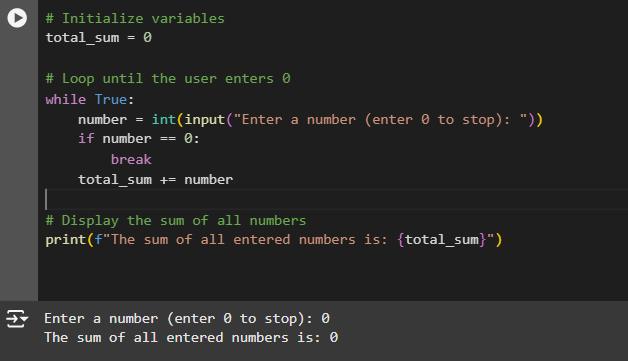 # Initialize variables
total_sum = 0
# Loop until the user enters 0
while True:
    number = int(input("Enter a number (enter 0 to stop): "))
    if number == 0:
        break
    total_sum += number
# Display the sum of all numbers
print(f"The sum of all entered numbers is: {total_sum}")
Enter a number (enter 0 to stop): 0
The sum of all entered numbers is: 0